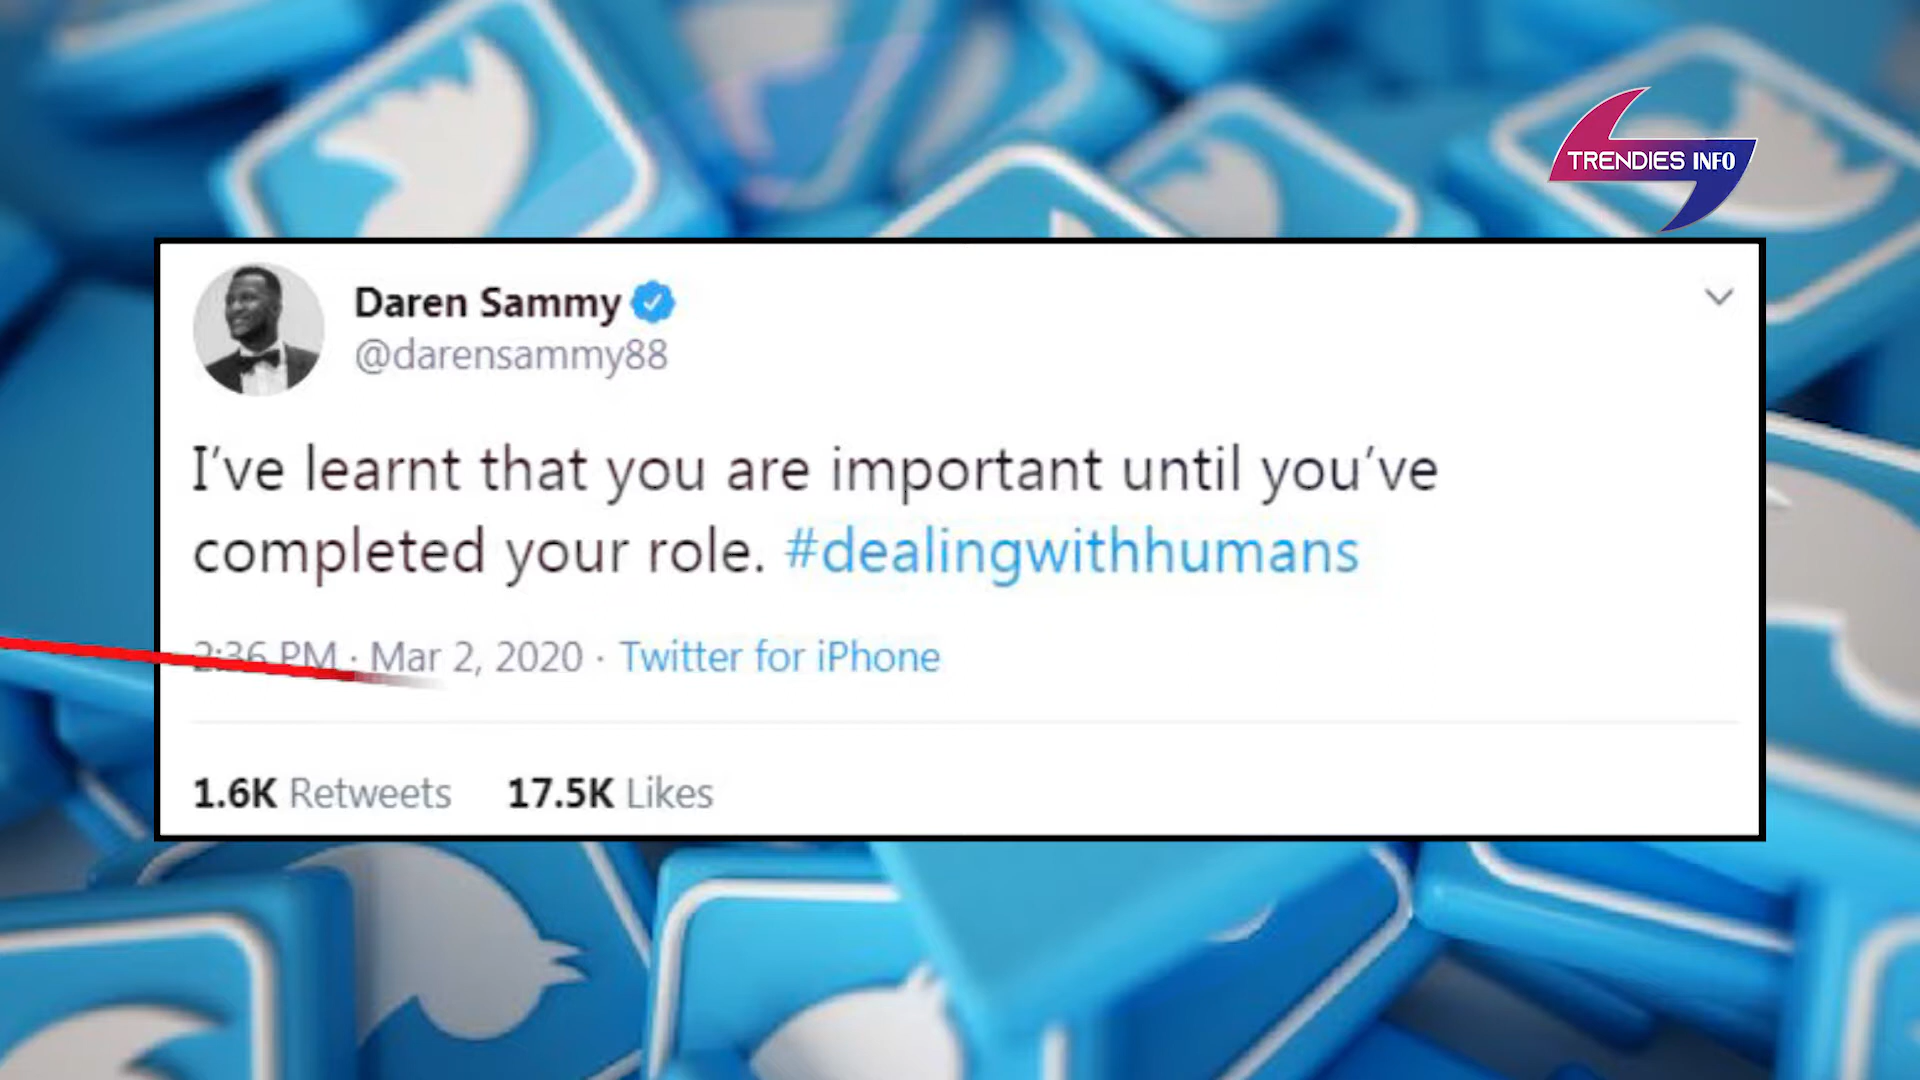 TRENDIES INFO
Daren Sammy
@darensammy88
I've learnt that you are important until you've
completed your role. #dealingwithhumans
2:36 PM · Mar 2, 2020 · Twitter for iPhone
1.6K Retweets 17.5K Likes